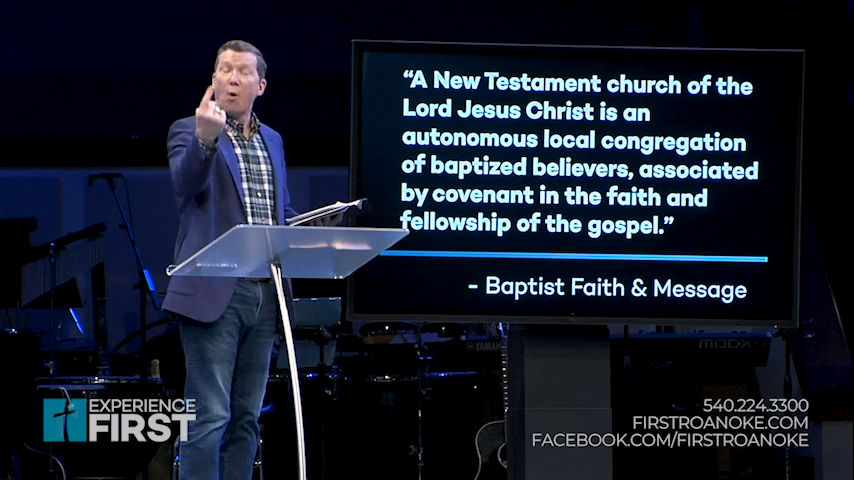 “A New Testament church of the
Lord Jesus Christ is an
autonomous local congregation
of baptized believers, associated
by covenant in the faith and
fellowship of the gospel.”
- Baptist Faith & Message
YAMAHA
MODX
EXPERIENCE
FIRST
540.224.3300
FIRSTROANOKE.COM
FACEBOOK.COM/FIRSTROANOKE